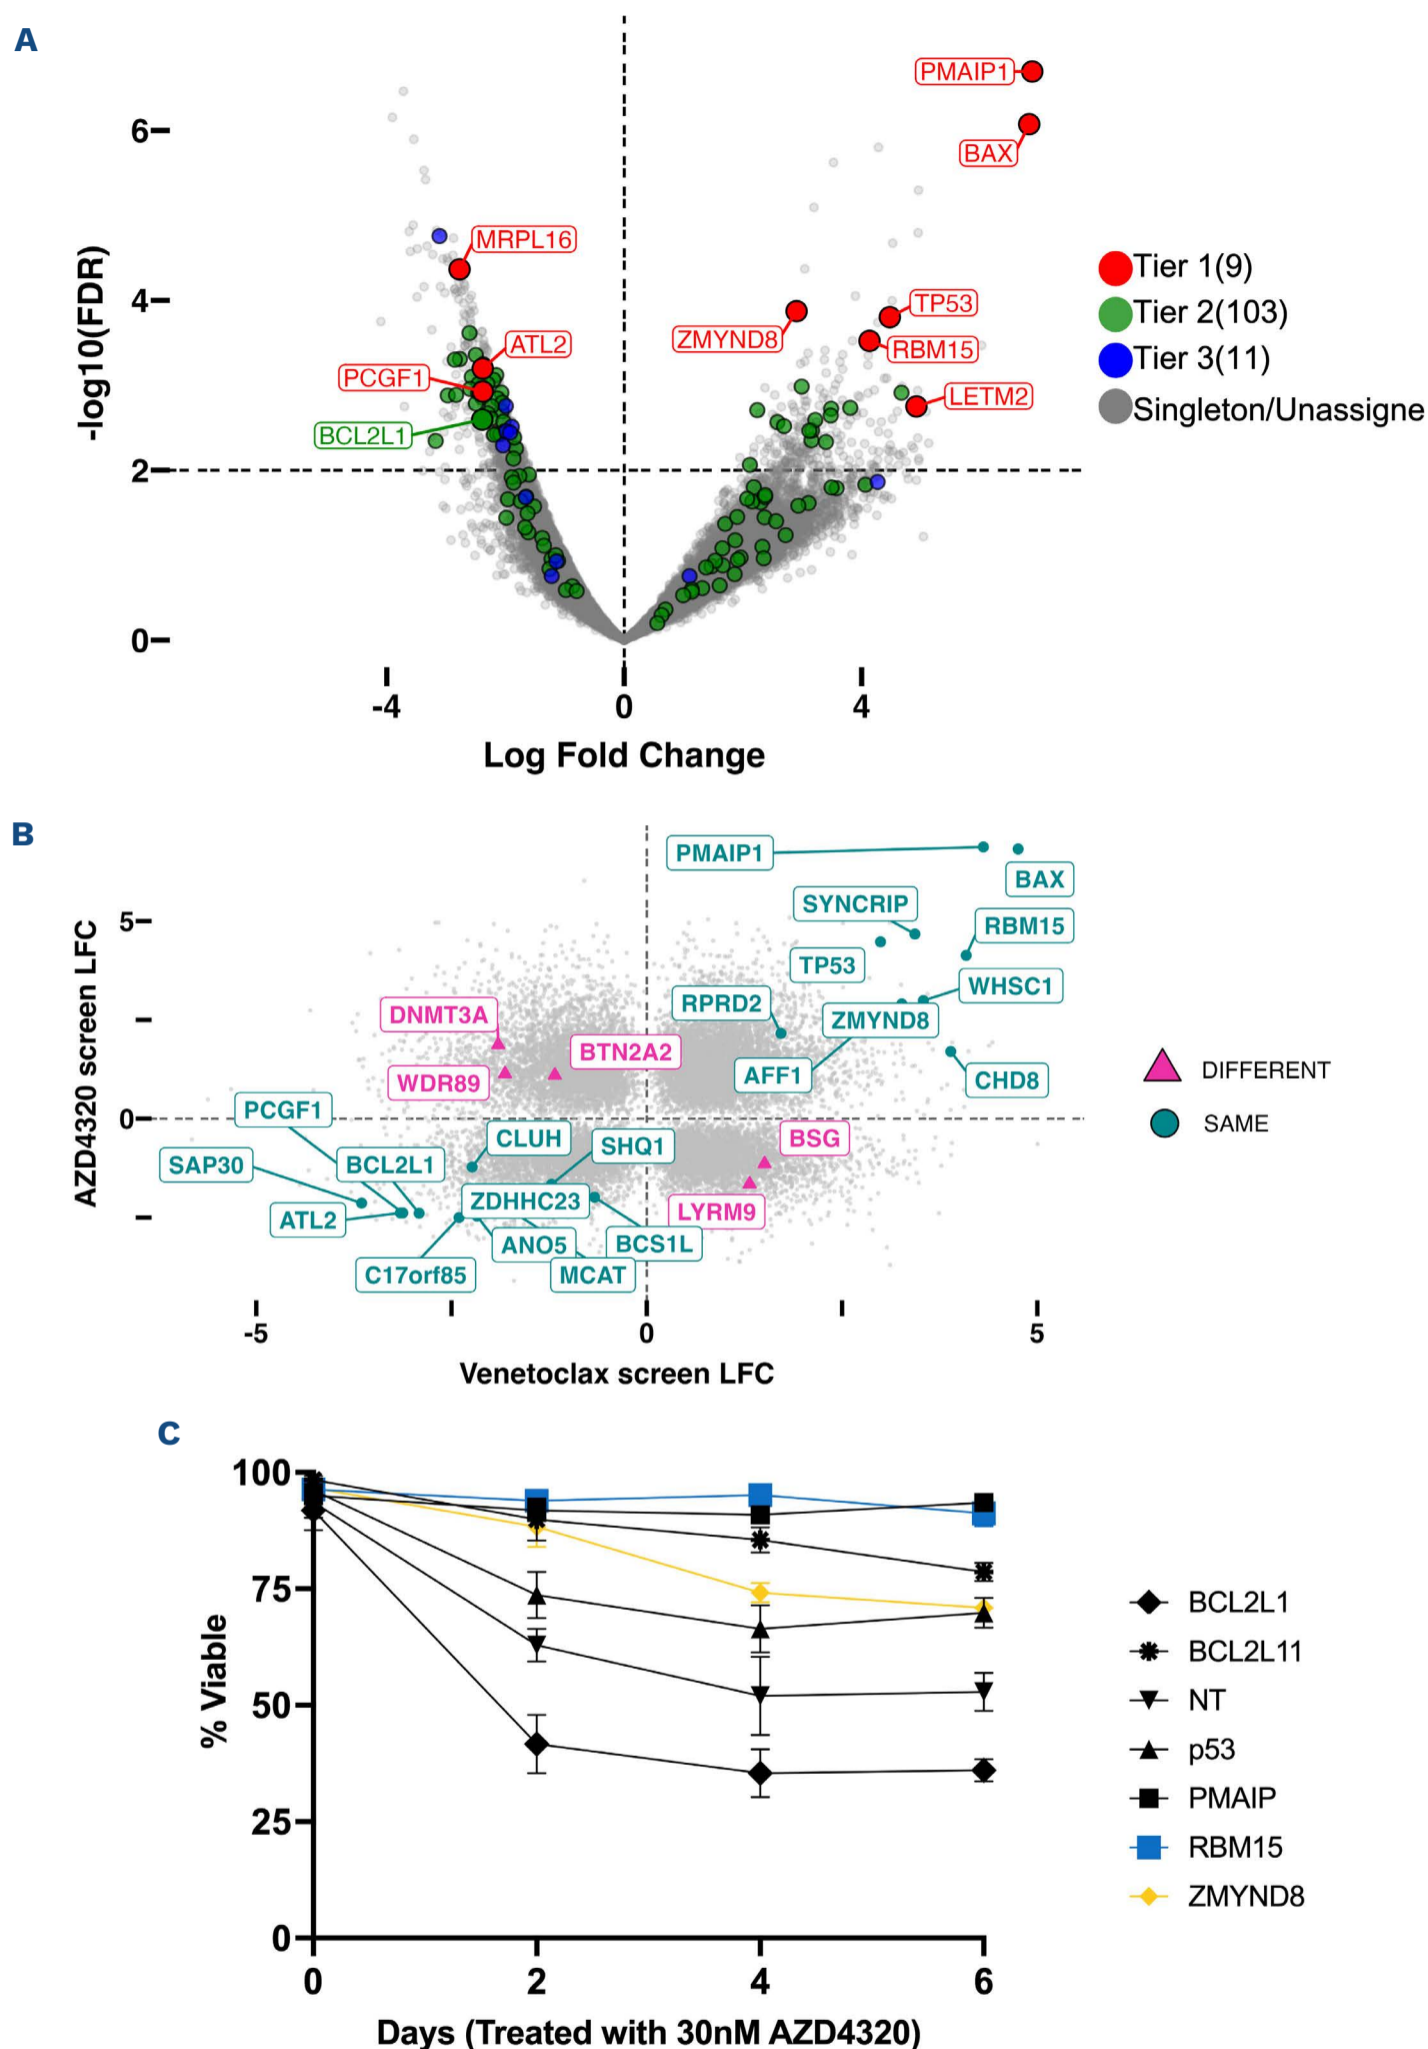 A
PMAIP1
6
BAX
MRPL16
-log10(FDR)
Tier 1(9)
4
TP53
Tier 2(103)
ZMYND8
ATL2
RBM15
Tier 3(11)
PCGF1
LETM2
Singleton/Unassigne
BCL2L1
2
0
-4
0
4
Log Fold Change
B
PMAIP1
BAX
SYNCRIP
5
RBM15
AZD4320 screen LFC
TP53
WHSC1
RPRD2
DNMT3A
ZMYND8
BTN2A2
AFF1
DIFFERENT
WDR89
CHD8
PCGF1
0
SAME
CLUH
SHQ1
BSG
SAP30
BCL2L1
ZDHHC23
LYRM9
ATL2
ANO5
BCS1L
C17orf85
MCAT
-5
0
5
Venetoclax screen LFC
C
100
75
% Viable
50
25
0
BCL2L1
BCL2L11
NT
p53
PMAIP
RBM15
ZMYND8
0
2
4
6
Days (Treated with 30nM AZD4320)